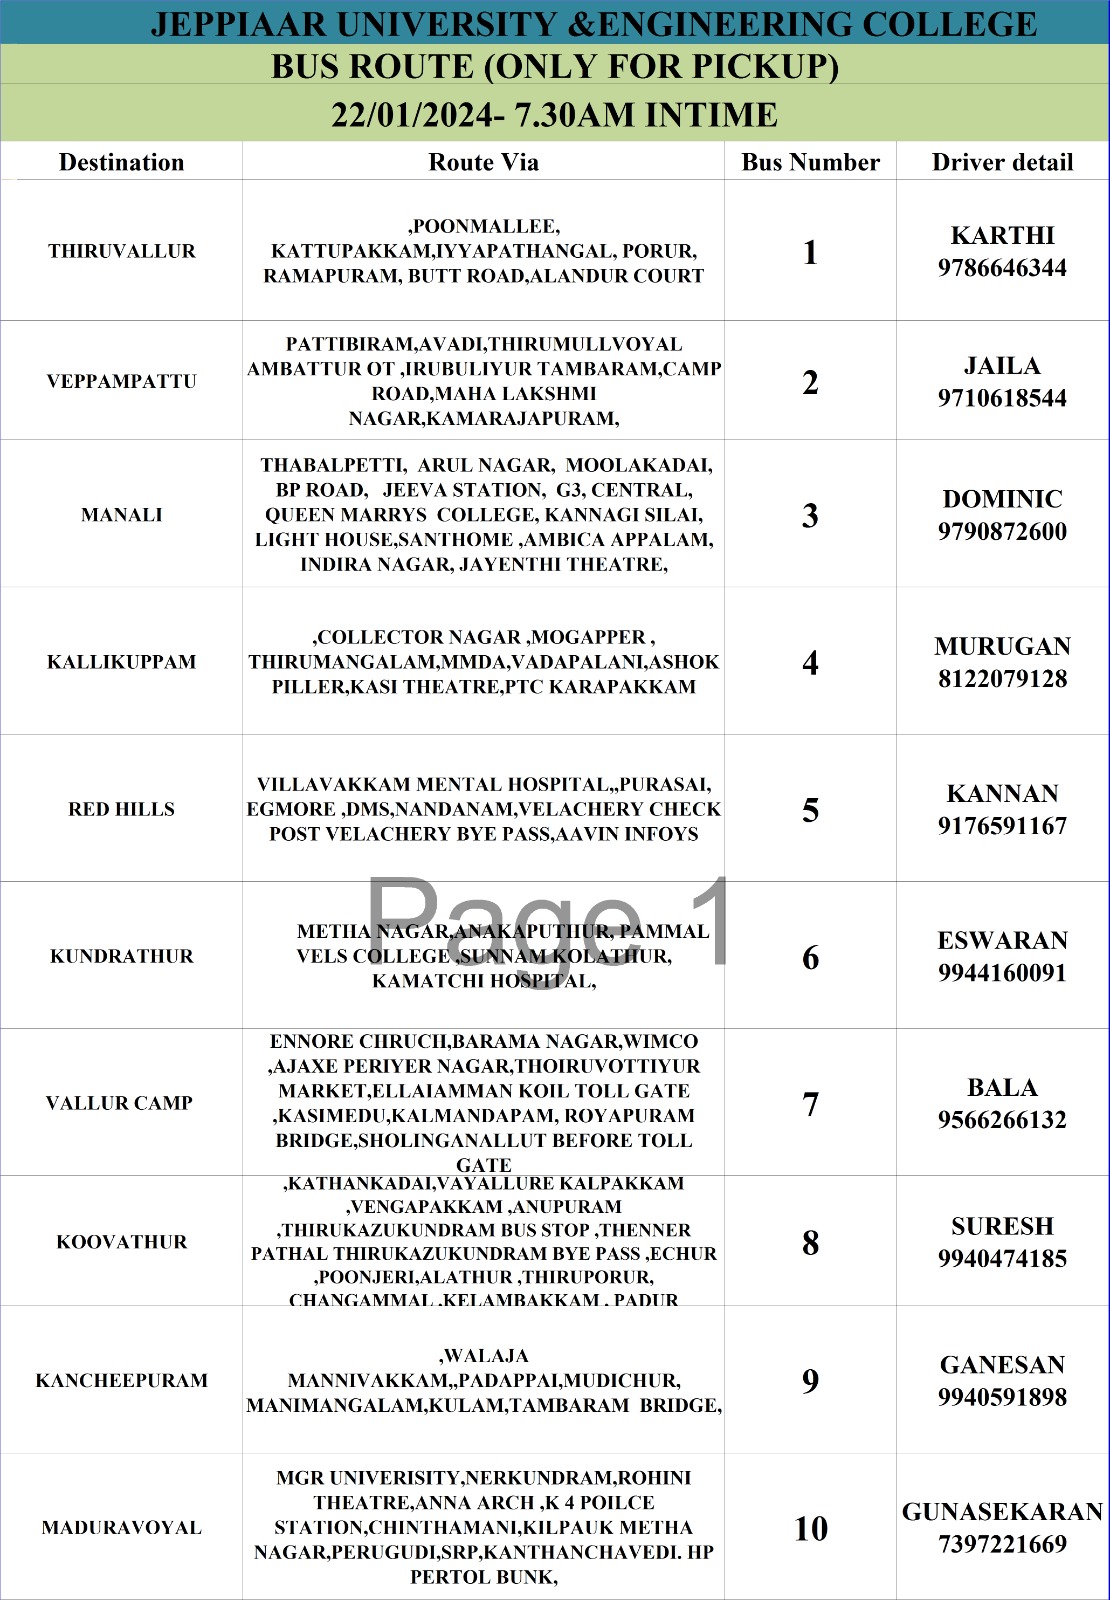 JEPPIAAR UNIVERSITY &ENGINEERING COLLEGE
BUS ROUTE (ONLY FOR PICKUP)
22/01/2024- 7.30AM INTIME
Destination Route Via Bus Number Driver detail
THIRUVALLUR
,POONMALLEE,
KATTUPAKKAM,IYYAPATHANGAL, PORUR,
RAMAPURAM, BUTT ROAD,ALANDUR COURT
1
KARTHI
9786646344
VEPPAMPATTU
PATTIBIRAM,AVADI,THIRUMULLVOYAL
AMBATTUR OT ,IRUBULIYUR TAMBARAM,CAMP
ROAD,MAHA LAKSHMI
NAGAR,KAMARAJAPURAM,
2
JAILA
9710618544
MANALI
THABALPETTI, ARUL NAGAR, MOOLAKADAI,
BP ROAD, JEEVA STATION, G3, CENTRAL,
QUEEN MARRYS COLLEGE, KANNAGI SILAI,
LIGHT HOUSE,SANTHOME ,AMBICA APPALAM,
INDIRA NAGAR, JAYENTHI THEATRE,
3
DOMINIC
9790872600
KALLIKUPPAM
,COLLECTOR NAGAR ,MOGAPPER ,
THIRUMANGALAM,MMDA,VADAPALANI,ASHOK
PILLER,KASI THEATRE,PTC KARAPAKKAM
4
MURUGAN
8122079128
RED HILLS
VILLAVAKKAM MENTAL HOSPITAL,,PURASAI,
EGMORE ,DMS,NANDANAM,VELACHERY CHECK
POST VELACHERY BYE PASS,AAVIN INFOYS
5
KANNAN
9176591167
Page 1
KUNDRATHUR
METHA NAGAR,ANAKAPUTHUR, PAMMAL
VELS COLLEGE ,SUNNAM KOLATHUR,
KAMATCHI HOSPITAL,
6
ESWARAN
9944160091
VALLUR CAMP
ENNORE CHRUCH,BARAMA NAGAR,WIMCO
,AJAXE PERIYER NAGAR,THOIRUVOTTIYUR
MARKET,ELLAIAMMAN KOIL TOLL GATE
,KASIMEDU,KALMANDAPAM, ROYAPURAM
BRIDGE,SHOLINGANALLUT BEFORE TOLL
GATE
7
BALA
9566266132
KOOVATHUR
,KATHANKADAI,VAYALLURE KALPAKKAM
,VENGAPAKKAM ,ANUPURAM
,THIRUKAZUKUNDRAM BUS STOP ,THENNER
PATHAL THIRUKAZUKUNDRAM BYE PASS ,ECHUR
,POONJERI,ALATHUR ,THIRUPORUR,
CHANGAMMAL ,KELAMBAKKAM , PADUR
8
SURESH
9940474185
KANCHEEPURAM
,WALAJA
MANNIVAKKAM,,PADAPPAI,MUDICHUR,
MANIMANGALAM,KULAM,TAMBARAM BRIDGE,
9
GANESAN
9940591898
MADURAVOYAL
MGR UNIVERISITY,NERKUNDRAM,ROHINI
THEATRE,ANNA ARCH ,K 4 POILCE
STATION,CHINTHAMANI,KILPAUK METHA
NAGAR,PERUGUDI,SRP,KANTHANCHAVEDI. HP
PERTOL BUNK,
10
GUNASEKARAN
7397221669